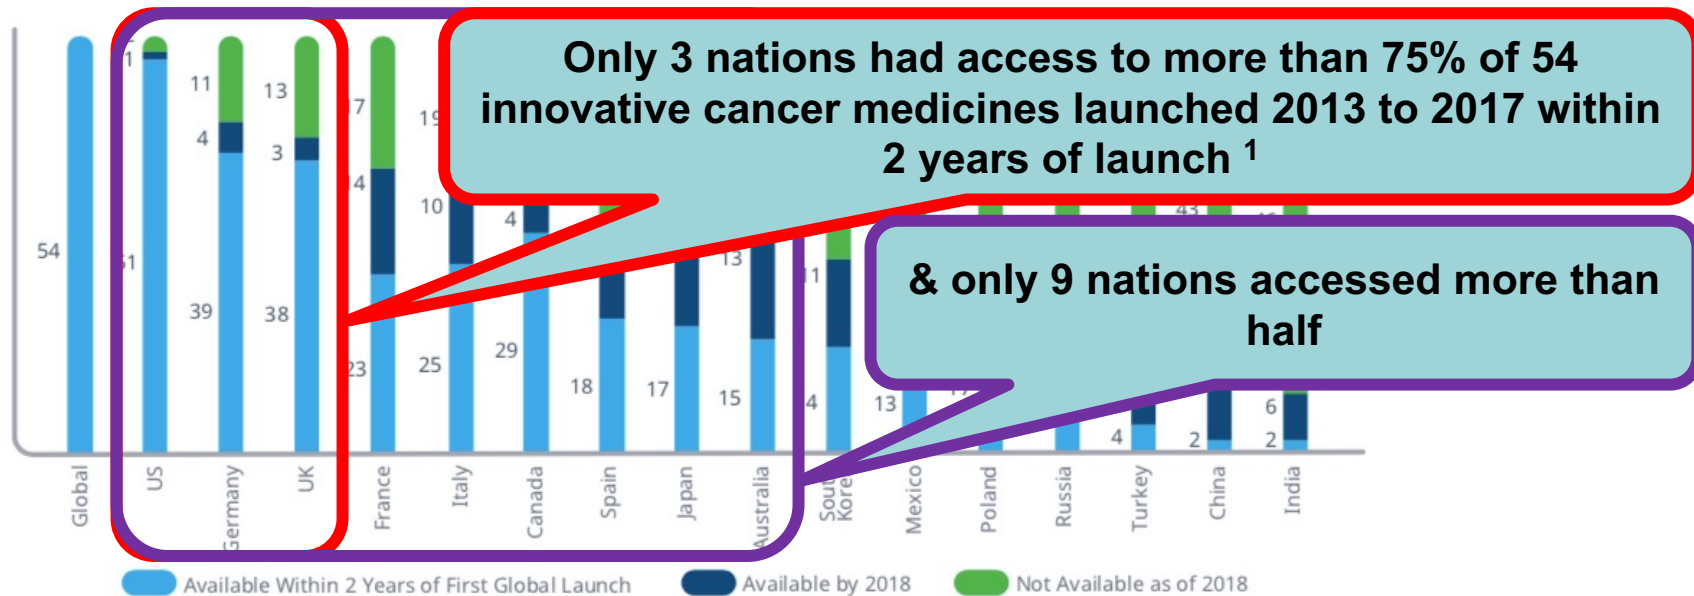 Only 3 nations had access to more than 75% of 54
innovative cancer medicines launched 2013 to 2017 within
2 years of launch 1
& only 9 nations accessed more than
half
1
11
13
4
3
10
4
54
39
38
25
29
18
17
15
13
11
13
43
4
2
6
2
Global
US
Germany
UK
France
Italy
Canada
Spain
Japan
Australia
South
Korea
Mexico
Poland
Russia
Turkey
China
India
Available Within 2 Years of First Global Launch
Available by 2018
Not Available as of 2018